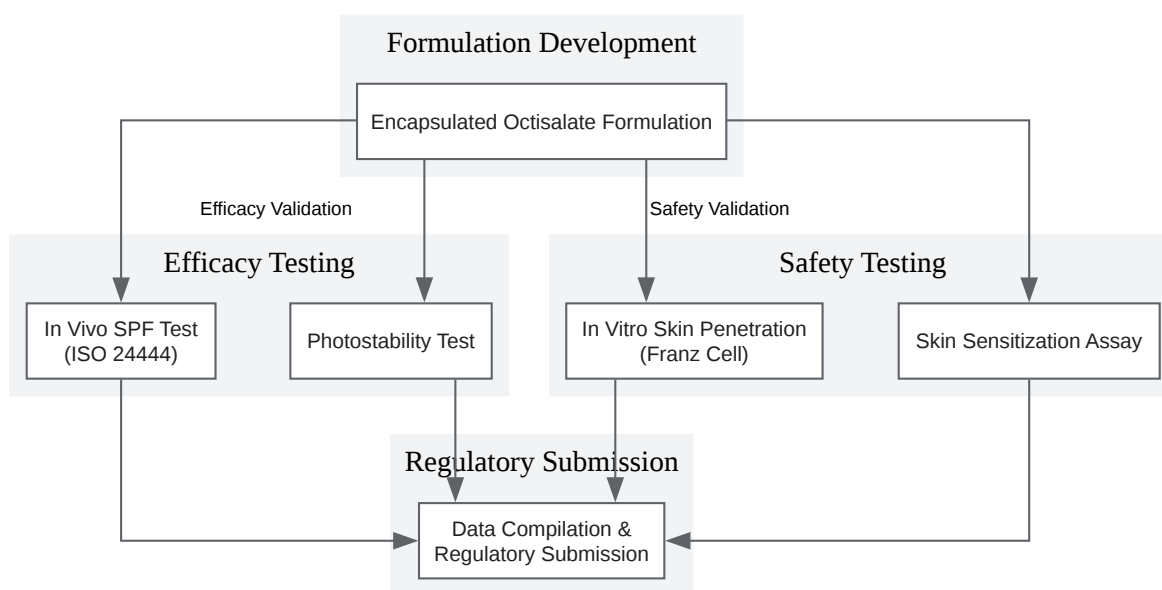 Formulation Development
Encapsulated Octisalate Formulation
Efficacy Validation
Safety Validation
Efficacy Testing
Safety Testing
In Vivo SPF Test
(ISO 24444)
Photostability Test
In Vitro Skin Penetration
(Franz Cell)
Skin Sensitization Assay
Regulatory Submission
Data Compilation &
Regulatory Submission